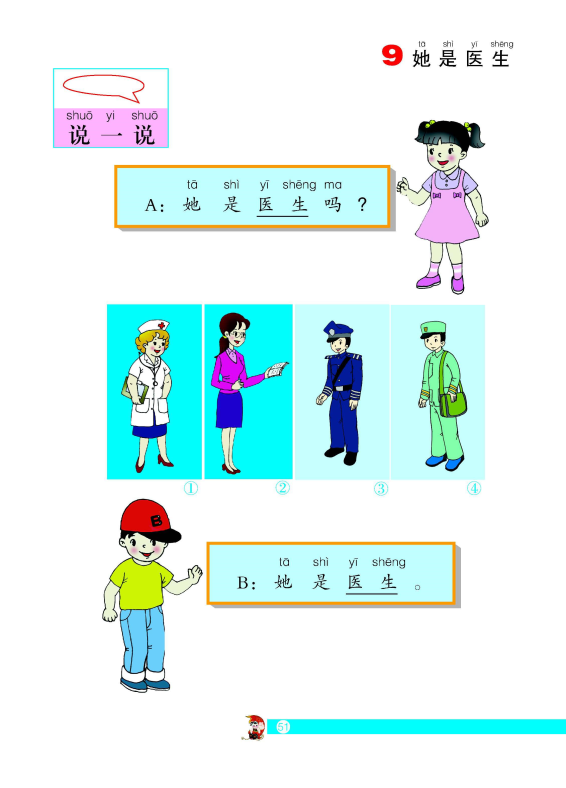 tā shì yī shēng
9 她是医生
shuō yi shuō
说一说
tā shì yī shēng ma
A：她是医生吗？
① ② ③ ④
B
tā shì yī shēng
B：她是医生。
51